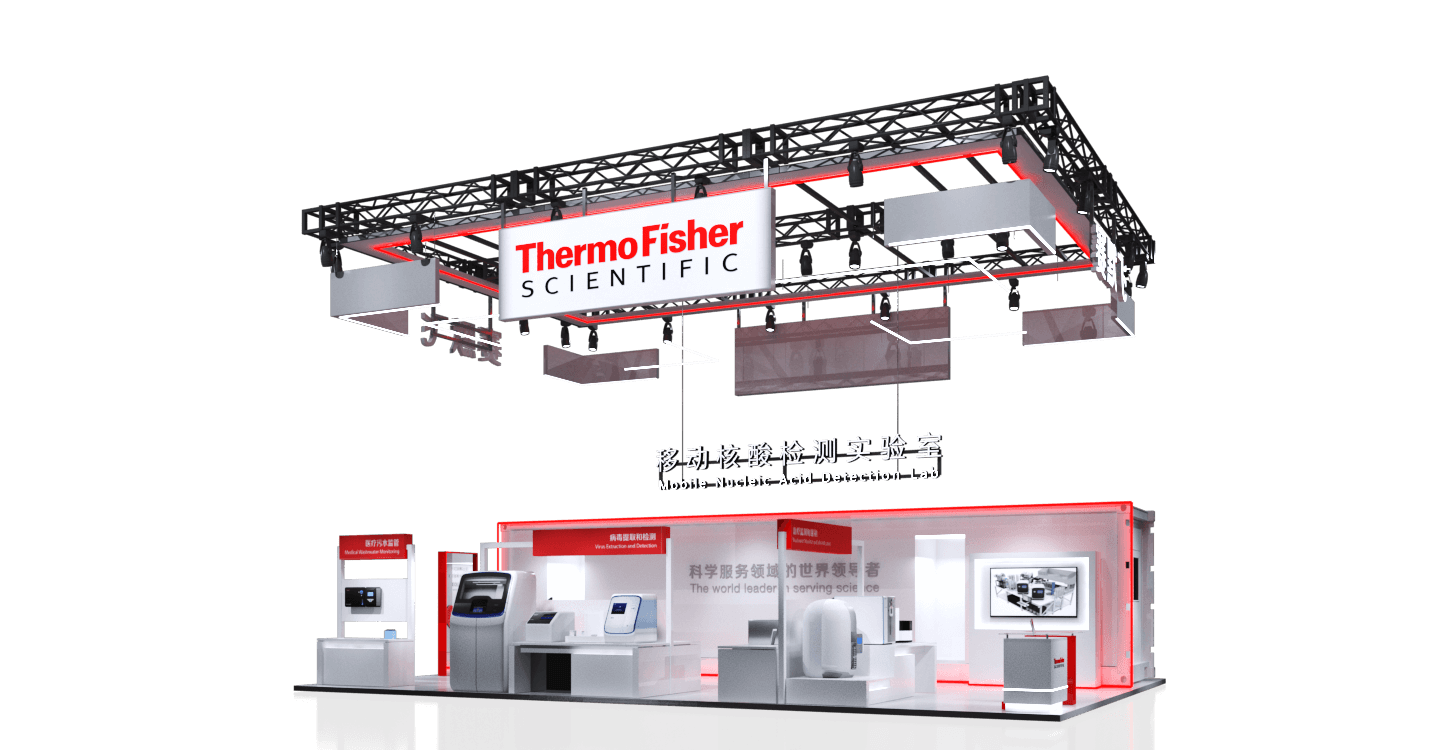 Thermo Fisher
SCIENTIFIC
移动核酸检测实验室
Mobile Nucleic Acid Detection Lab
医疗污水监管
Medical Wastewater Monitoring
病毒提取和检测
Virus Extraction and Detection
科学服务领域的世界领导者
The world leader in serving science